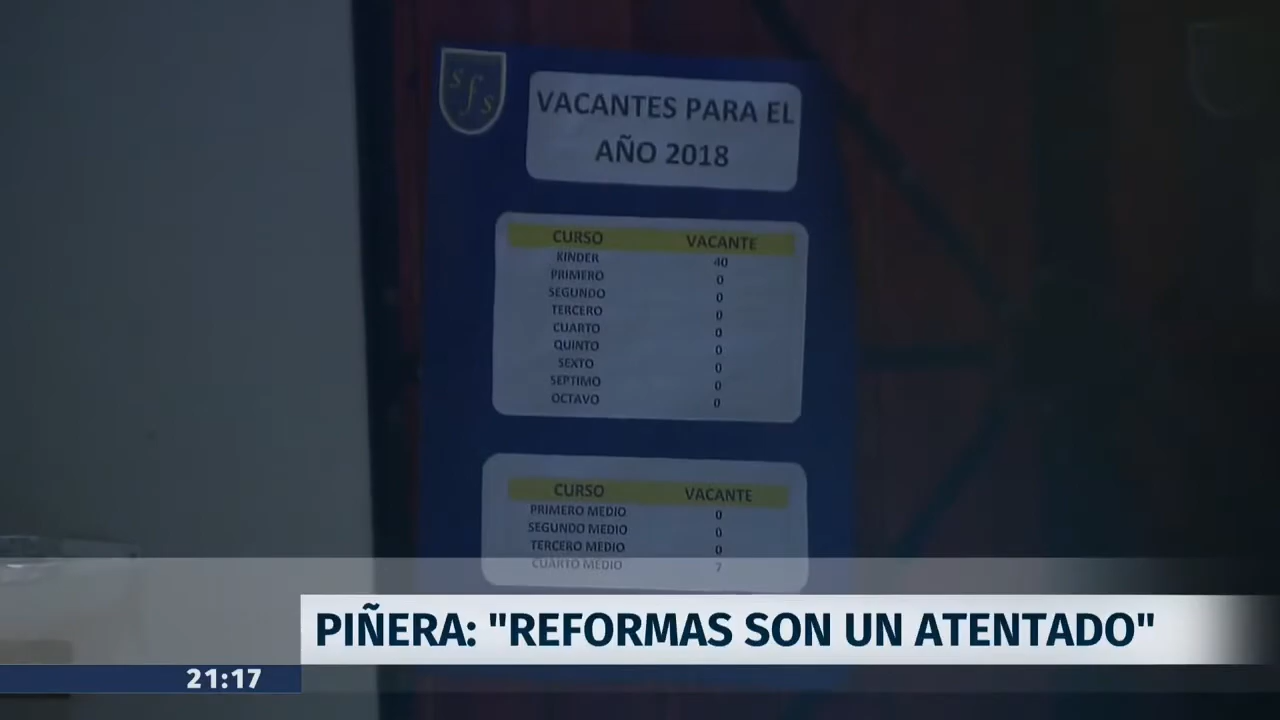 sfs
VACANTES PARA EL
AÑO 2018
CURSO VACANTE
KINDER 40
PRIMERO 0
SEGUNDO 0
TERCERO 0
CUARTO 0
QUINTO 0
SEXTO 0
SEPTIMO 0
OCTAVO 0
CURSO VACANTE
PRIMERO MEDIO 0
SEGUNDO MEDIO 0
TERCERO MEDIO 0
CUARTO MEDIO 7
PIÑERA: "REFORMAS SON UN ATENTADO"
21:17